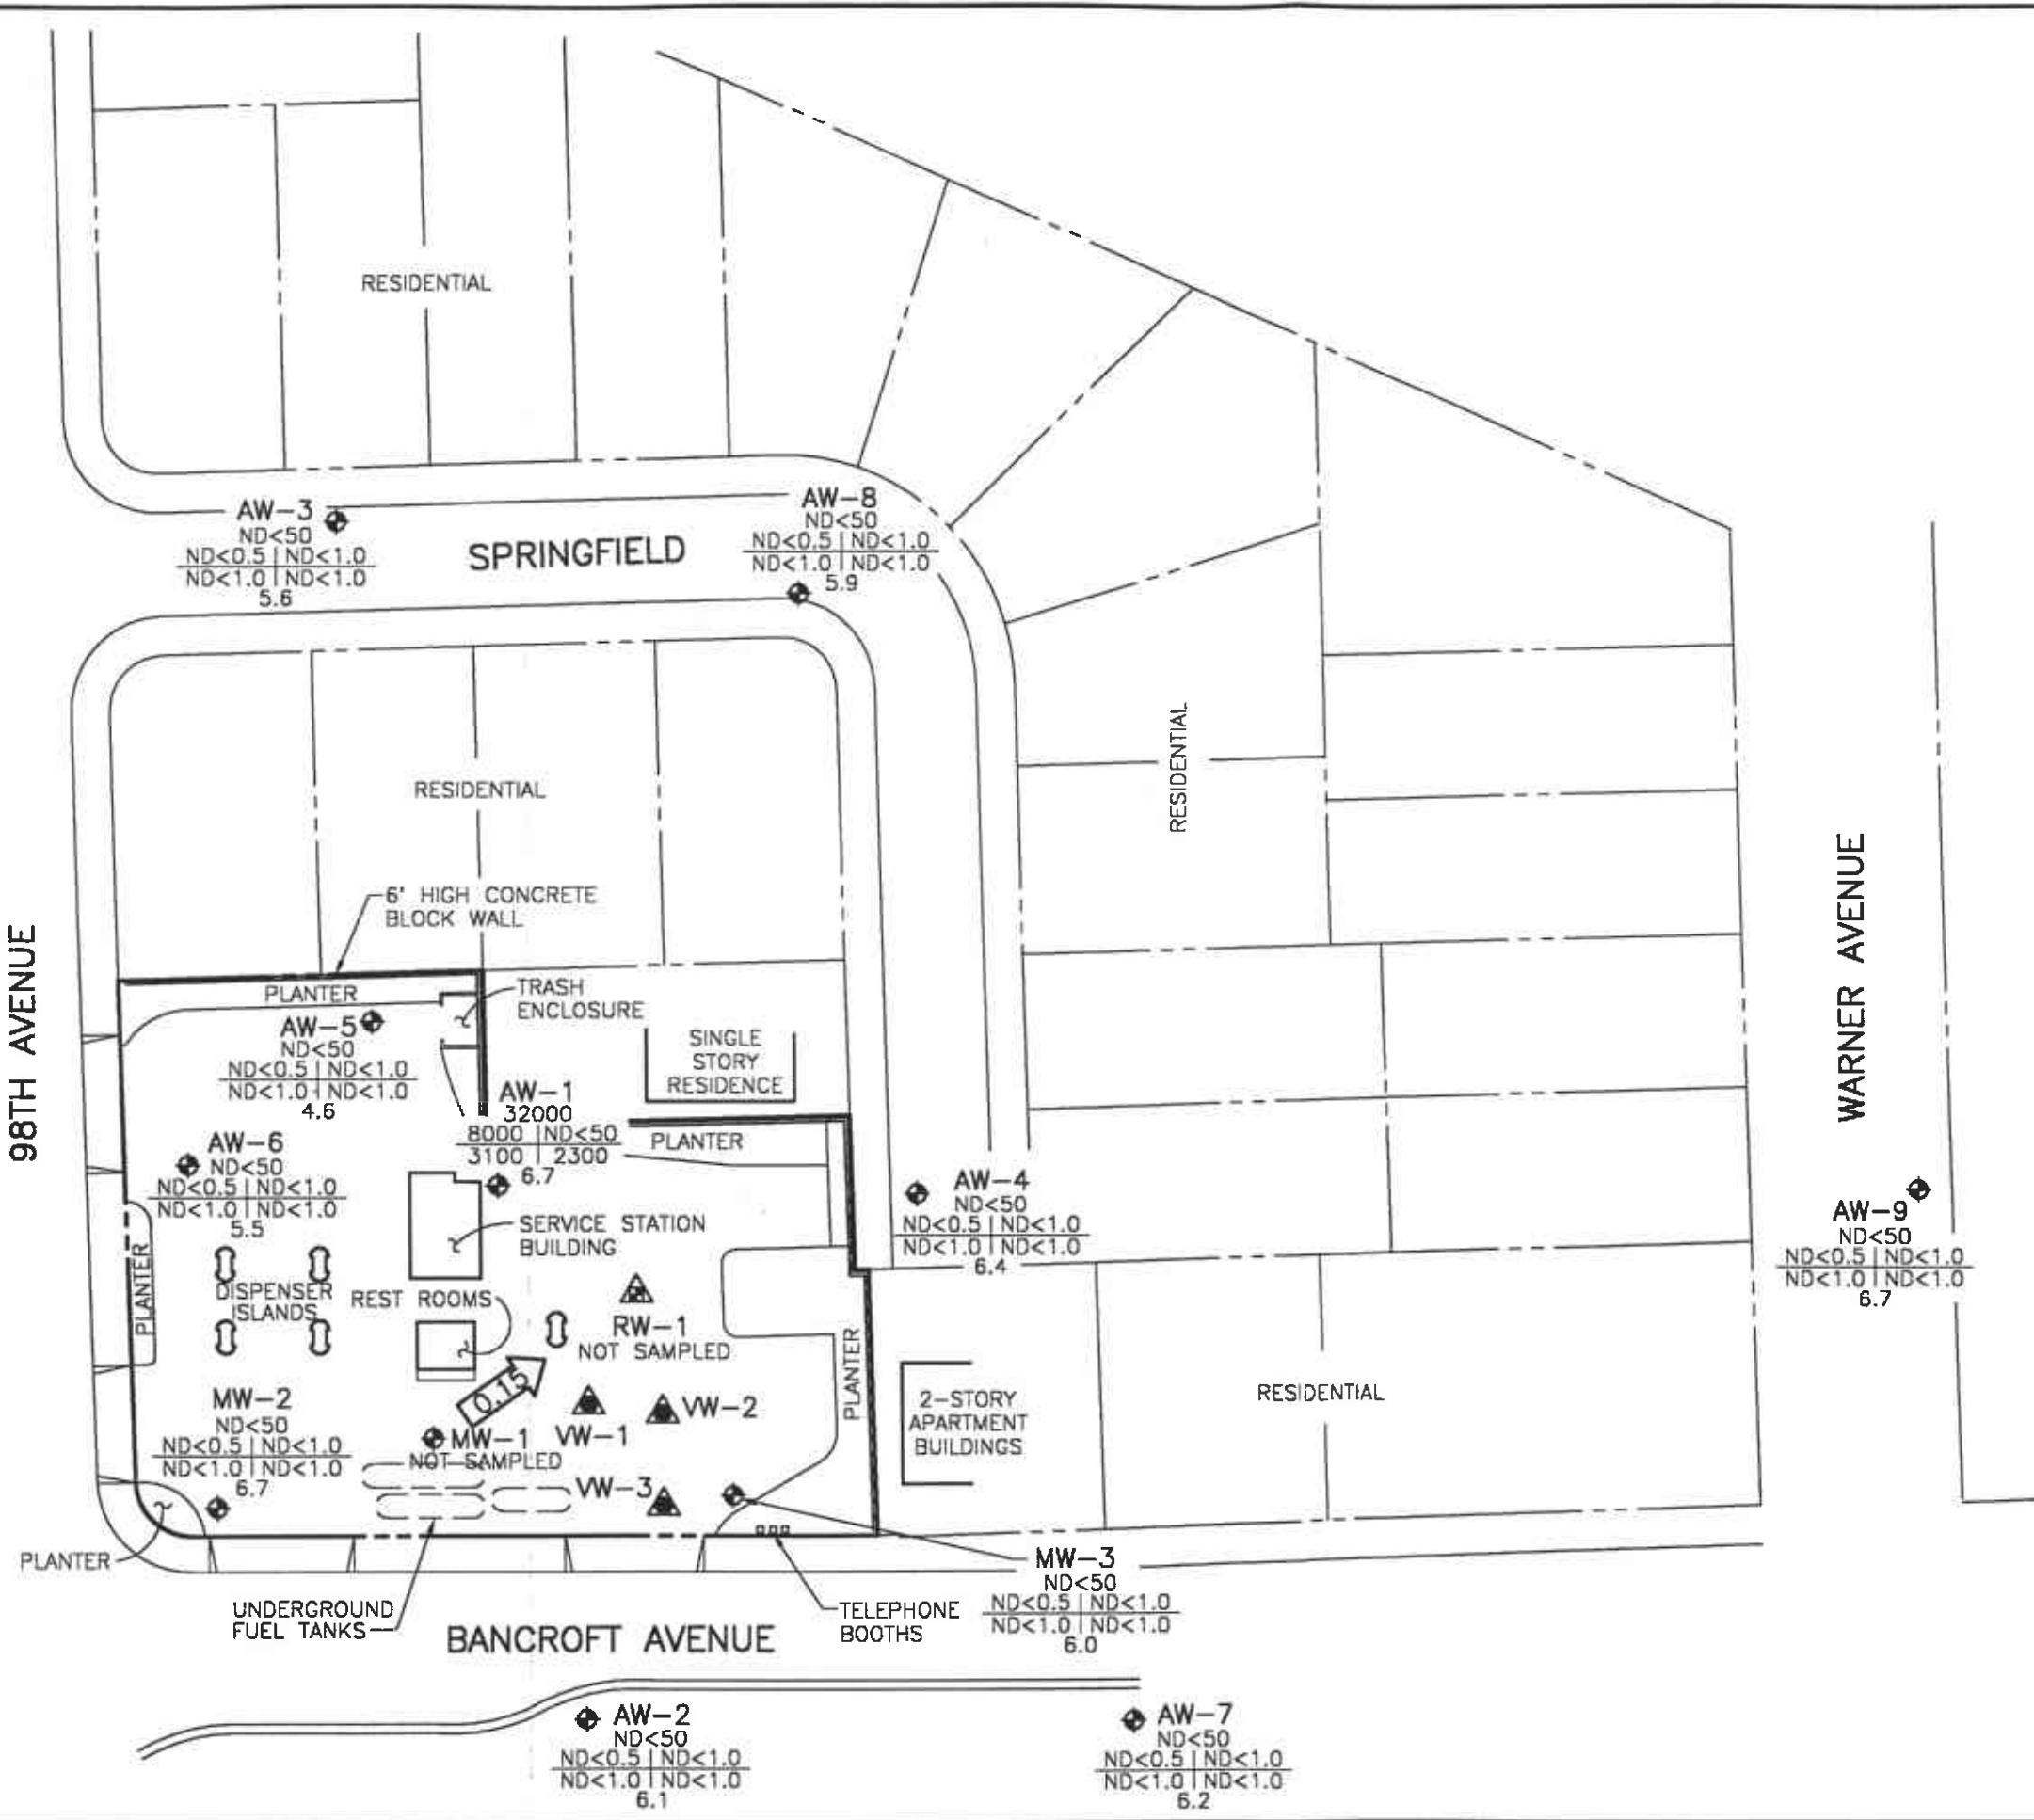 RESIDENTIAL
AW-3
ND<50
ND<0.5 | ND<1.0
ND<1.0 | ND<1.0
5.6
SPRINGFIELD
AW-8
ND<50
ND<0.5 | ND<1.0
ND<1.0 | ND<1.0
5.9
RESIDENTIAL
RESIDENTIAL
98TH AVENUE
WARNER AVENUE
6' HIGH CONCRETE
BLOCK WALL
PLANTER
TRASH
ENCLOSURE
AW-5
ND<50
ND<0.5 | ND<1.0
ND<1.0 | ND<1.0
4.6
SINGLE
STORY
RESIDENCE
AW-1
32000
8000 | ND<50
3100 | 2300
6.7
PLANTER
AW-6
ND<50
ND<0.5 | ND<1.0
ND<1.0 | ND<1.0
5.5
AW-4
ND<50
ND<0.5 | ND<1.0
ND<1.0 | ND<1.0
6.4
AW-9
ND<50
ND<0.5 | ND<1.0
ND<1.0 | ND<1.0
6.7
SERVICE STATION
BUILDING
PLANTER
DISPENSER
ISLANDS
REST ROOMS
RW-1
NOT SAMPLED
0.15
PLANTER
2-STORY
APARTMENT
BUILDINGS
RESIDENTIAL
MW-2
ND<50
ND<0.5 | ND<1.0
ND<1.0 | ND<1.0
6.7
MW-1
NOT SAMPLED
VW-1
VW-2
VW-3
PLANTER
UNDERGROUND
FUEL TANKS
BANCROFT AVENUE
TELEPHONE
BOOTHS
MW-3
ND<50
ND<0.5 | ND<1.0
ND<1.0 | ND<1.0
6.0
AW-2
ND<50
ND<0.5 | ND<1.0
ND<1.0 | ND<1.0
6.1
AW-7
ND<50
ND<0.5 | ND<1.0
ND<1.0 | ND<1.0
6.2